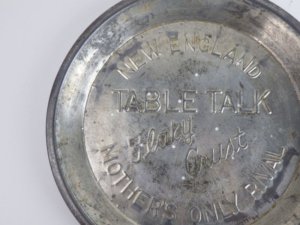 NEW ENGLAND
TABLE TALK
Flaky
Crust
MOTHER'S ONLY RIVAL